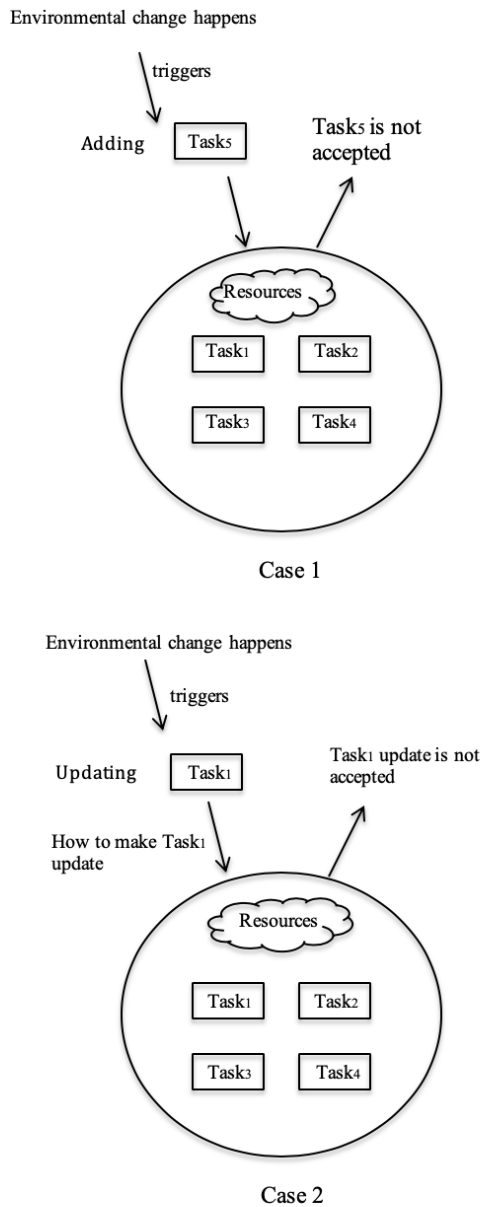 Environmental change happens
triggers
Adding
Task5
Task5 is not
accepted
Resources
Task1
Task2
Task3
Task4
Case 1
Environmental change happens
triggers
Updating
Task1
Task1 update is not
accepted
How to make Task1
update
Resources
Task1
Task2
Task3
Task4
Case 2